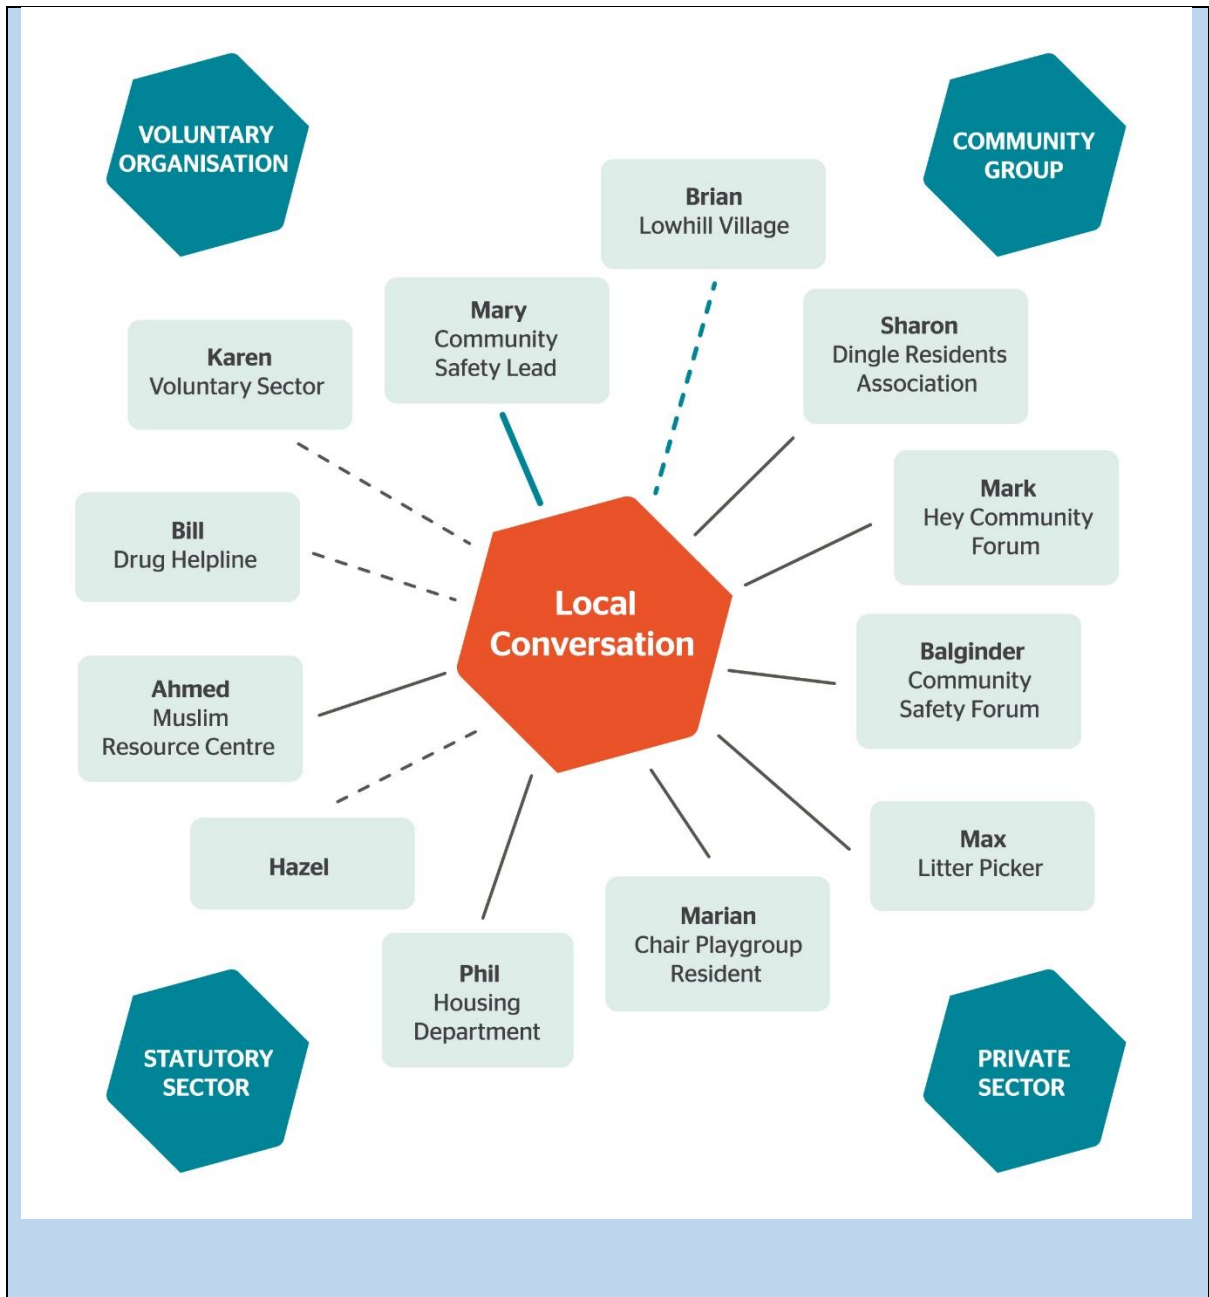 VOLUNTARY
ORGANISATION
COMMUNITY
GROUP
Brian
Lowhill Village
Mary
Community
Safety Lead
Sharon
Dingle Residents
Association
Karen
Voluntary Sector
Mark
Hey Community
Forum
Bill
Drug Helpline
Local
Conversation
Balginder
Community
Safety Forum
Ahmed
Muslim
Resource Centre
Max
Litter Picker
Hazel
Marian
Chair Playgroup
Resident
Phil
Housing
Department
STATUTORY
SECTOR
PRIVATE
SECTOR